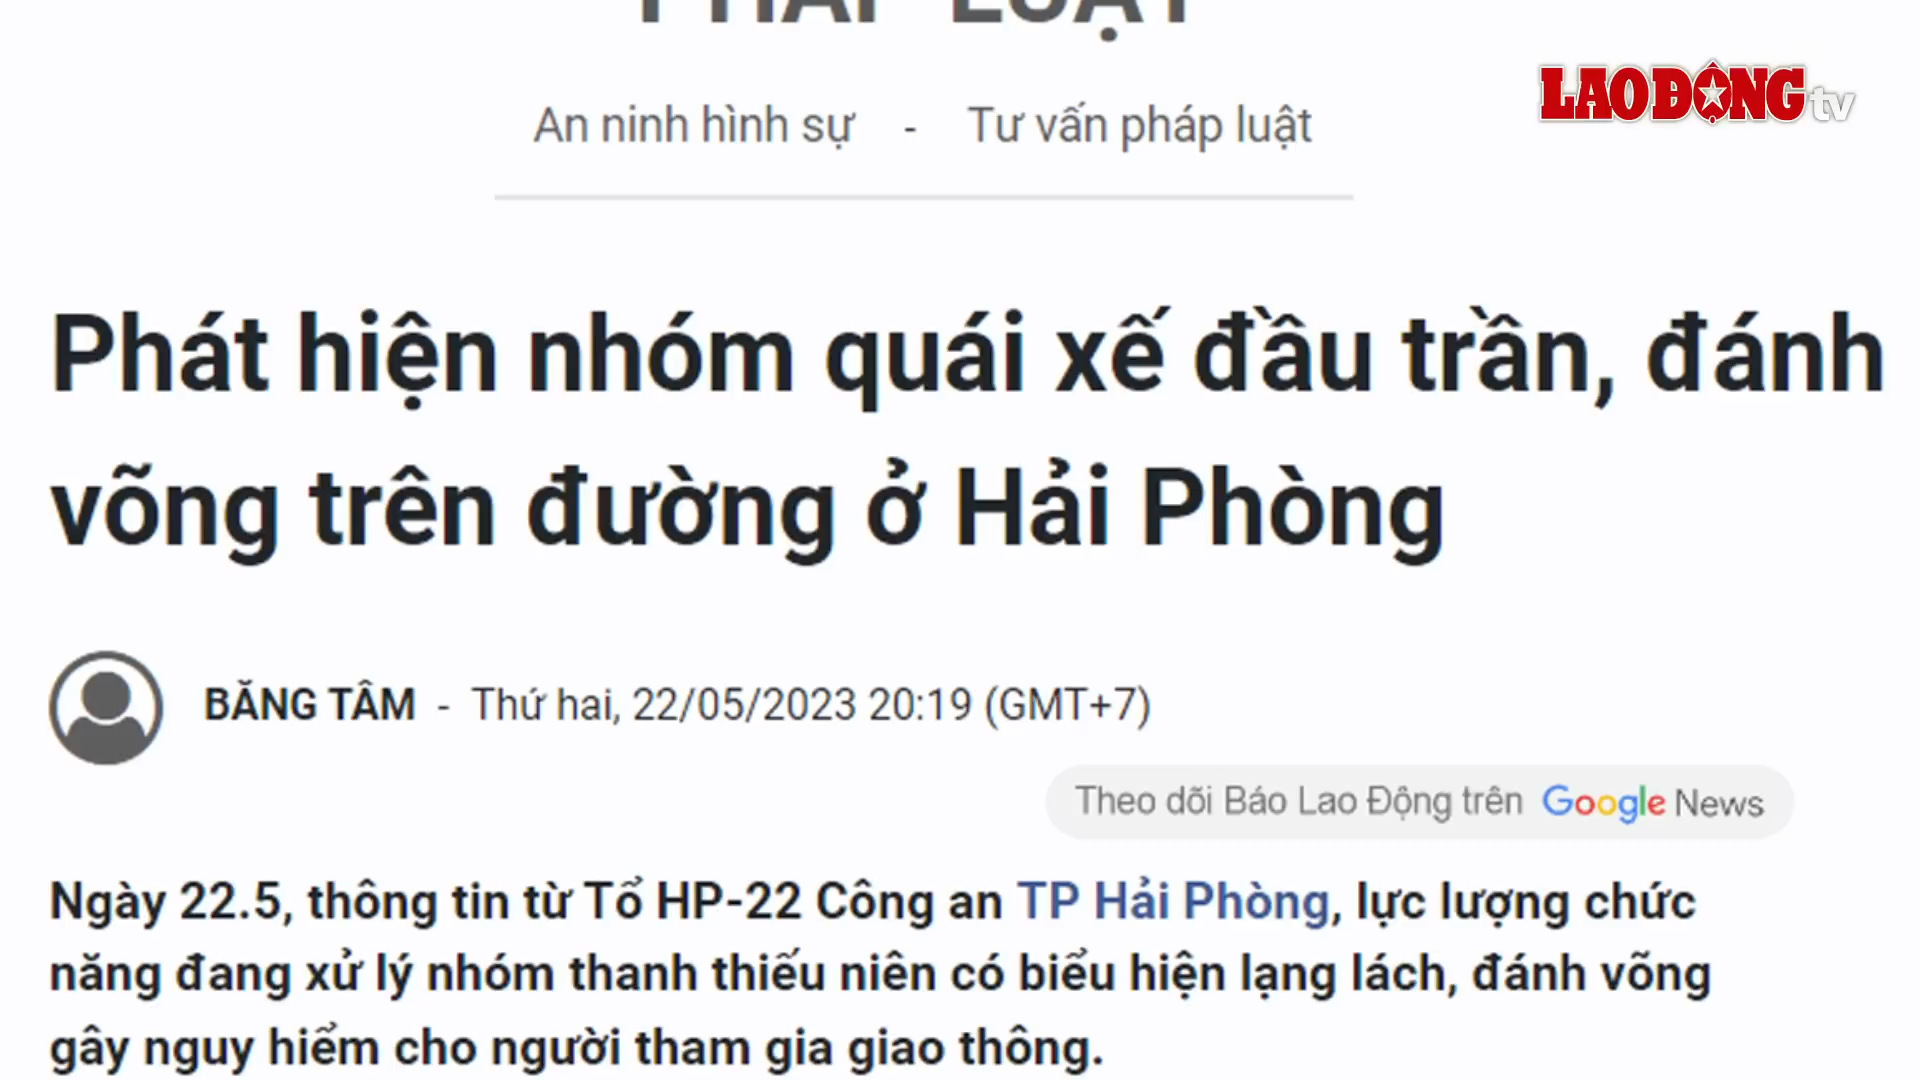 PHÁP LUẬT
LAO ĐỘNG tv
An ninh hình sự - Tư vấn pháp luật
Phát hiện nhóm quái xế đầu trần, đánh
võng trên đường ở Hải Phòng
BĂNG TÂM - Thứ hai, 22/05/2023 20:19 (GMT+7)
Theo dõi Báo Lao Động trên Google News
Ngày 22.5, thông tin từ Tổ HP-22 Công an TP Hải Phòng, lực lượng chức
năng đang xử lý nhóm thanh thiếu niên có biểu hiện lạng lách, đánh võng
gây nguy hiểm cho người tham gia giao thông.